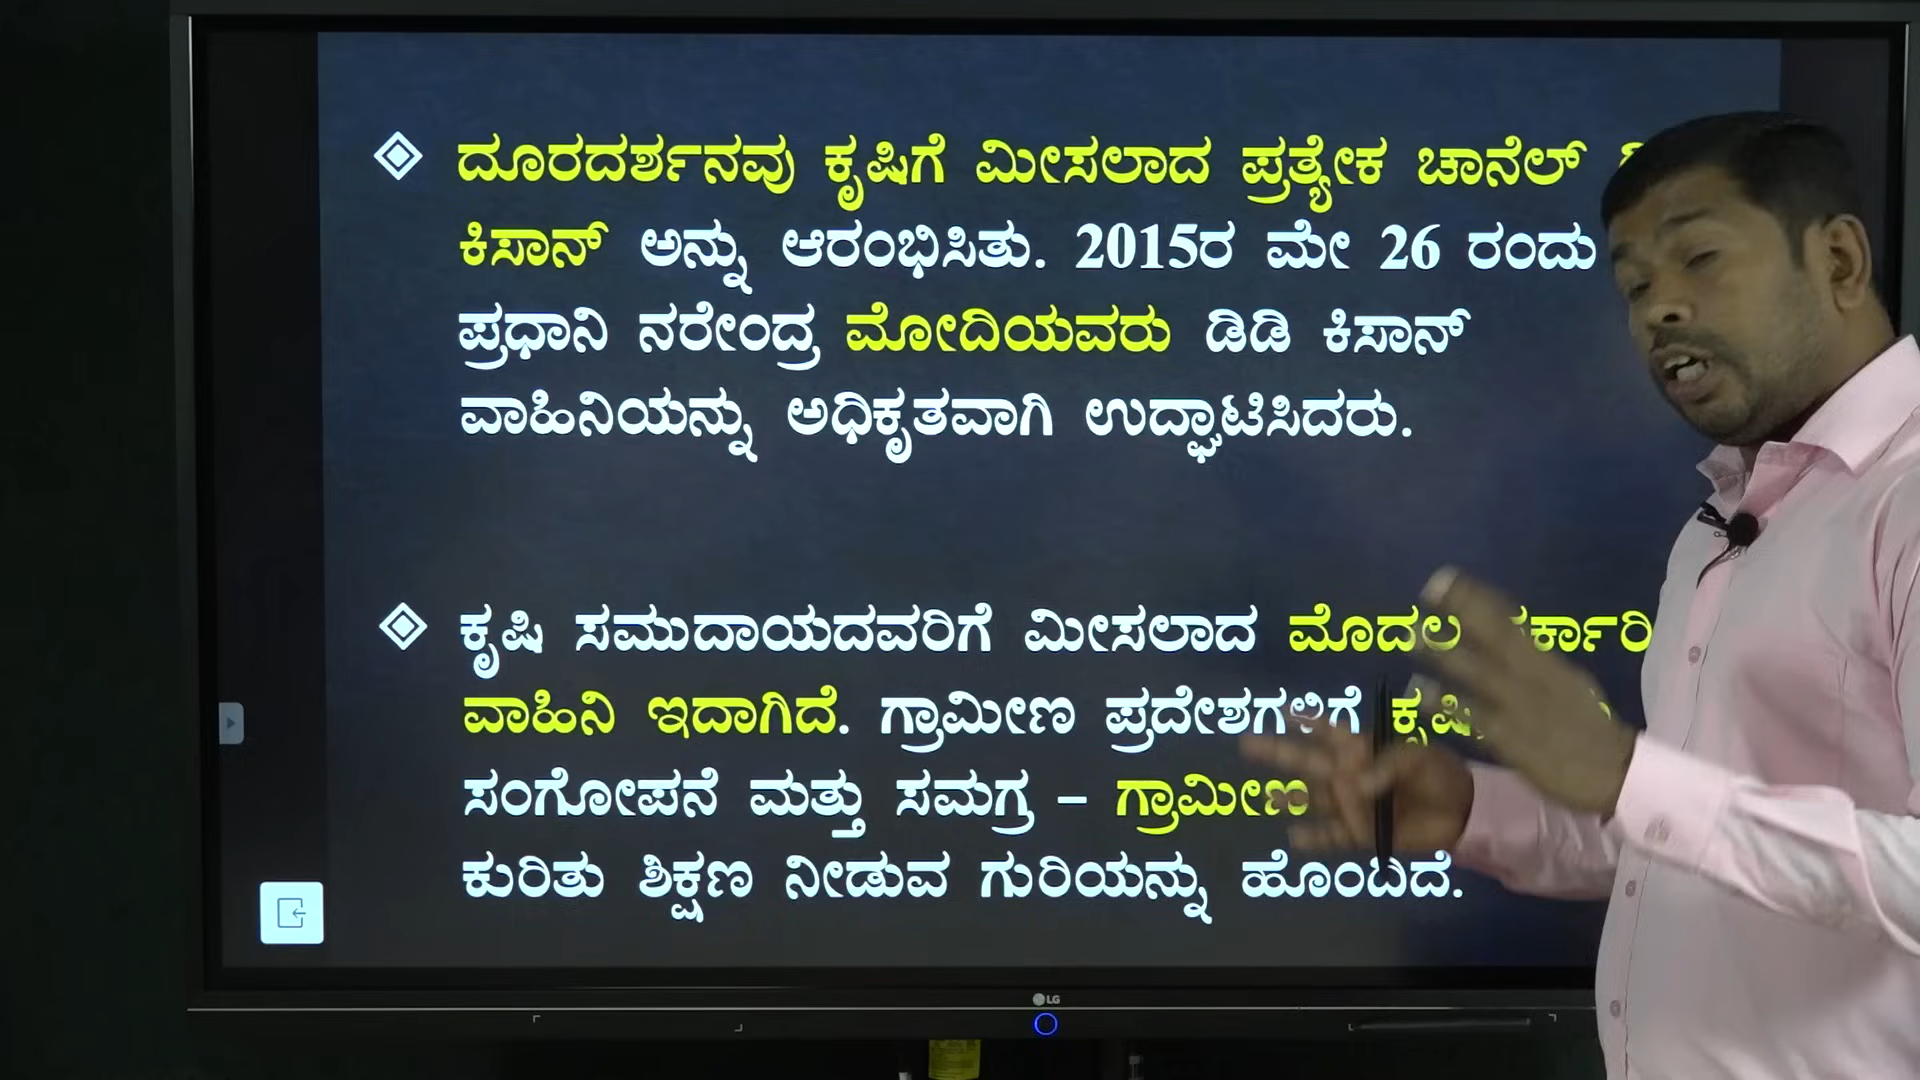 ದೂರದರ್ಶನವು ಕೃಷಿಗೆ ಮೀಸಲಾದ ಪ್ರತ್ಯೇಕ ಚಾನೆಲ್
ಕಿಸಾನ್ ಅನ್ನು ಆರಂಭಿಸಿತು. 2015ರ ಮೇ 26 ರಂದು
ಪ್ರಧಾನಿ ನರೇಂದ್ರ ಮೋದಿಯವರು ಡಿಡಿ ಕಿಸಾನ್
ವಾಹಿನಿಯನ್ನು ಅಧಿಕೃತವಾಗಿ ಉದ್ಘಾಟಿಸಿದರು.
ಕೃಷಿ ಸಮುದಾಯದವರಿಗೆ ಮೀಸಲಾದ ಮೊದಲ
ವಾಹಿನಿ ಇದಾಗಿದೆ. ಗ್ರಾಮೀಣ ಪ್ರದೇಶಗಳಿಗೆ
ಸಂಗೋಪನೆ ಮತ್ತು ಸಮಗ್ರ – ಗ್ರಾಮೀಣ
ಕುರಿತು ಶಿಕ್ಷಣ ನೀಡುವ ಗುರಿಯನ್ನು ಹೊಂದಿದೆ.
LG